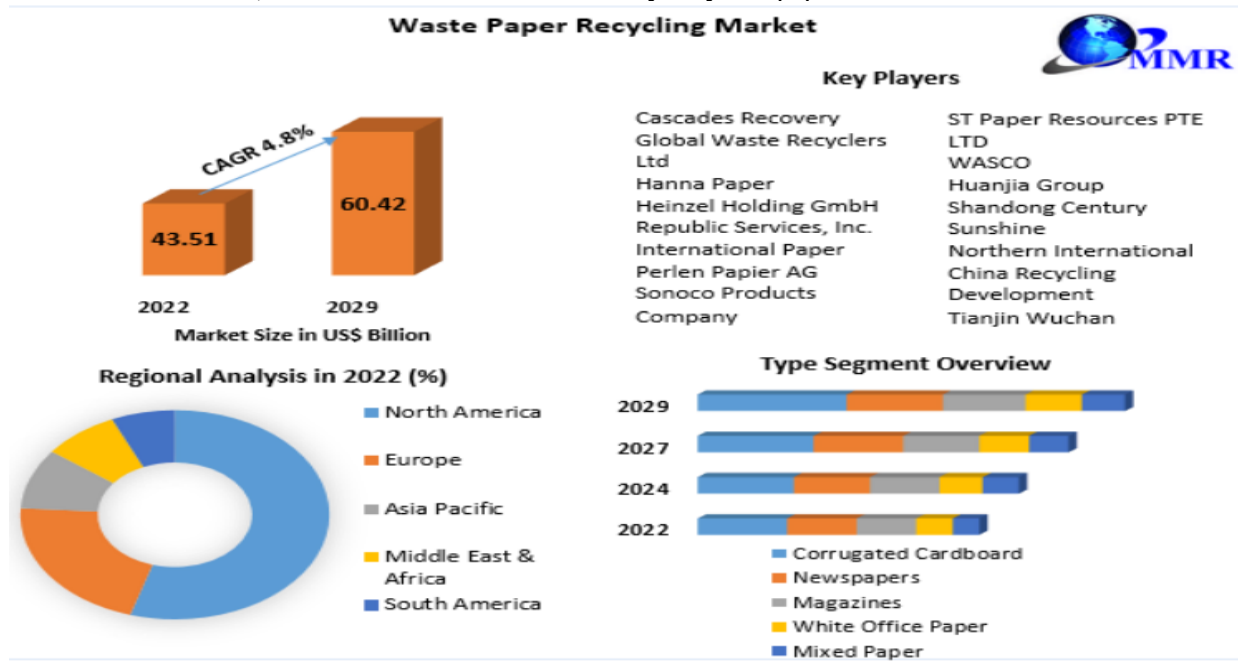 Waste Paper Recycling Market
MMR
CAGR 4.8%
43.51
60.42
2022
2029
Market Size in US$ Billion
Key Players
Cascades Recovery
Global Waste Recyclers
Ltd
Hanna Paper
Heinzel Holding GmbH
Republic Services, Inc.
International Paper
Perlen Papier AG
Sonoco Products
Company
ST Paper Resources PTE
LTD
WASCO
Huanjia Group
Shandong Century
Sunshine
Northern International
China Recycling
Development
Tianjin Wuchan
Regional Analysis in 2022 (%)
North America
Europe
Asia Pacific
Middle East &
Africa
South America
Type Segment Overview
2029
2027
2024
2022
Corrugated Cardboard
Newspapers
Magazines
White Office Paper
Mixed Paper